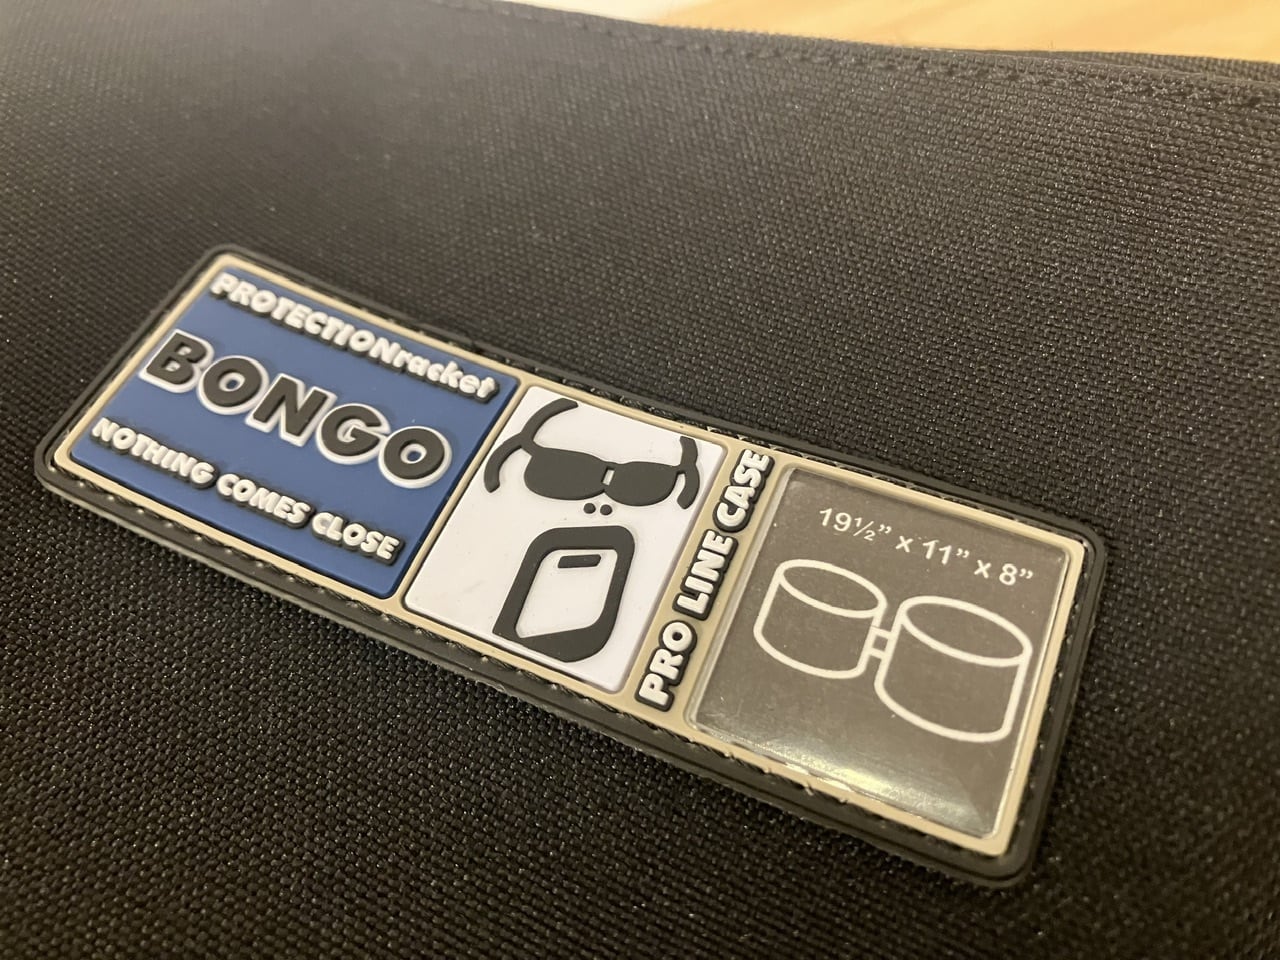 PROTECTIONracket
BONGO
NOTHING COMES CLOSE
PRO LINE CASE
19½” x 11” x 8”